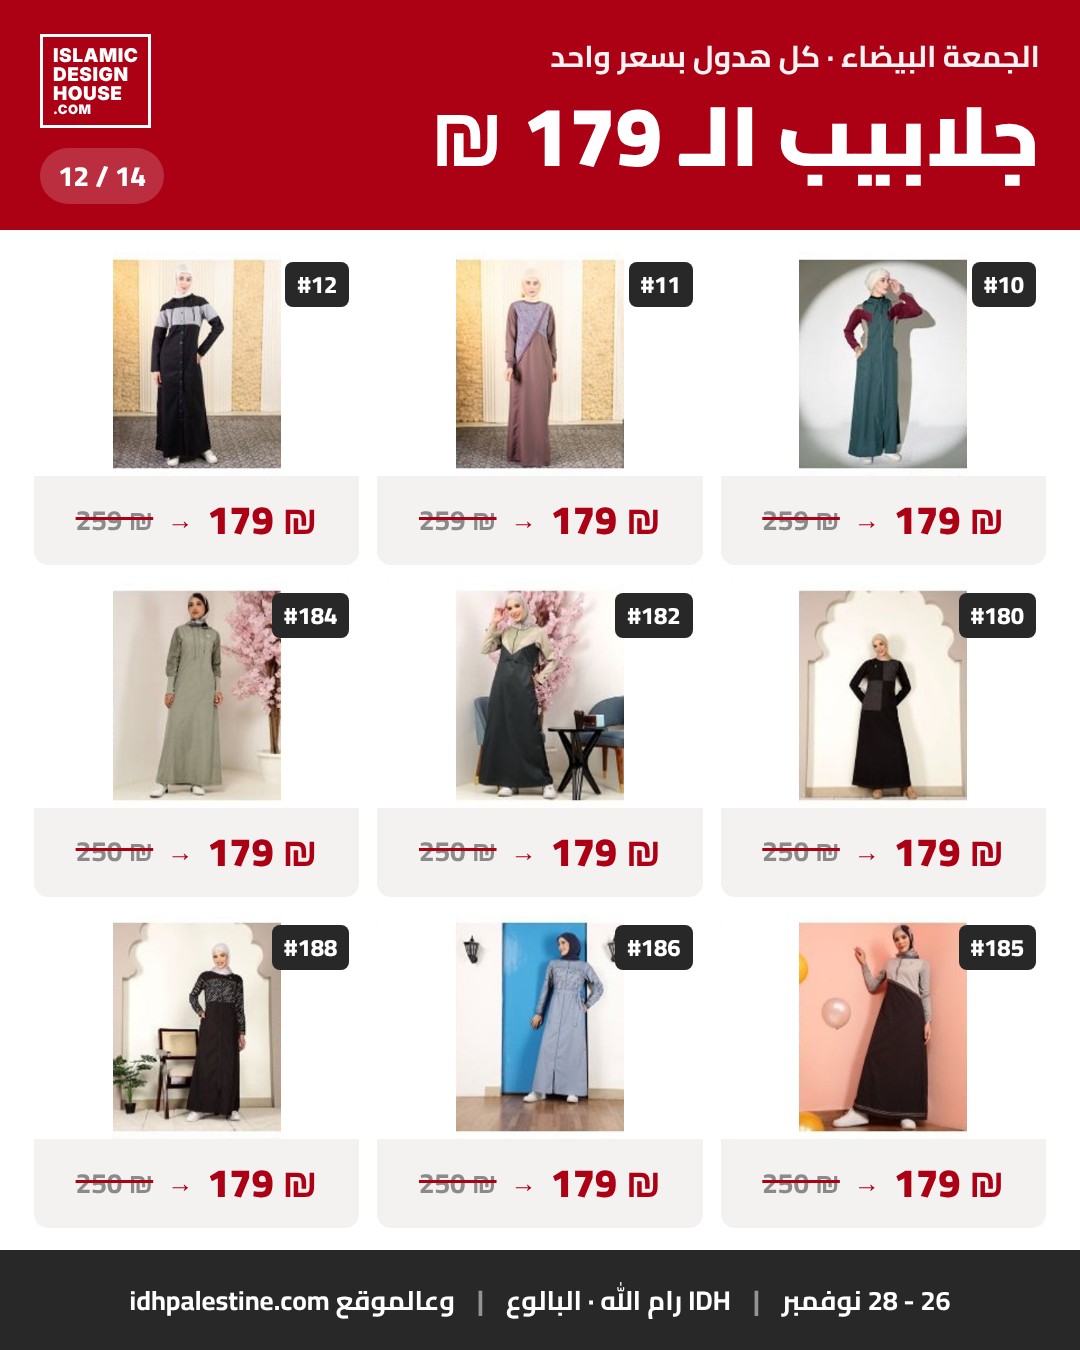 ISLAMIC
DESIGN
HOUSE
.COM
الجمعة البيضاء · كل هدول بسعر واحد
جلابيب الـ 179 ₪
12 / 14
#10
#11
#12
259 ₪ → 179 ₪
259 ₪ → 179 ₪
259 ₪ → 179 ₪
#180
#182
#184
250 ₪ → 179 ₪
250 ₪ → 179 ₪
250 ₪ → 179 ₪
#185
#186
#188
250 ₪ → 179 ₪
250 ₪ → 179 ₪
250 ₪ → 179 ₪
26 - 28 نوفمبر | IDH رام الله · البالوع | وعالموقع idhpalestine.com